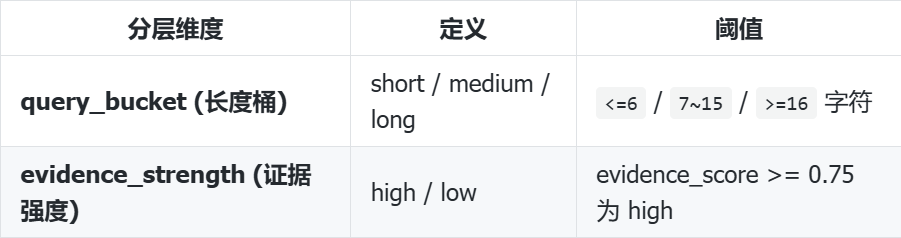 分层维度 定义 阈值
query_bucket (长度桶) short / medium / long <=6 / 7~15 / >=16 字符
evidence_strength (证据强度) high / low evidence_score >= 0.75 为 high